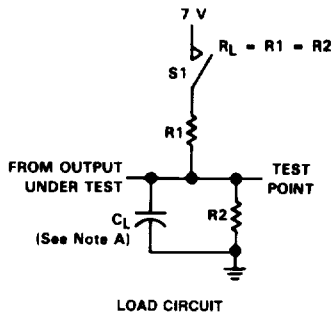 7 V
RL = R1 = R2
S1
R1
FROM OUTPUT
UNDER TEST
TEST
POINT
CL
(See Note A)
R2
LOAD CIRCUIT